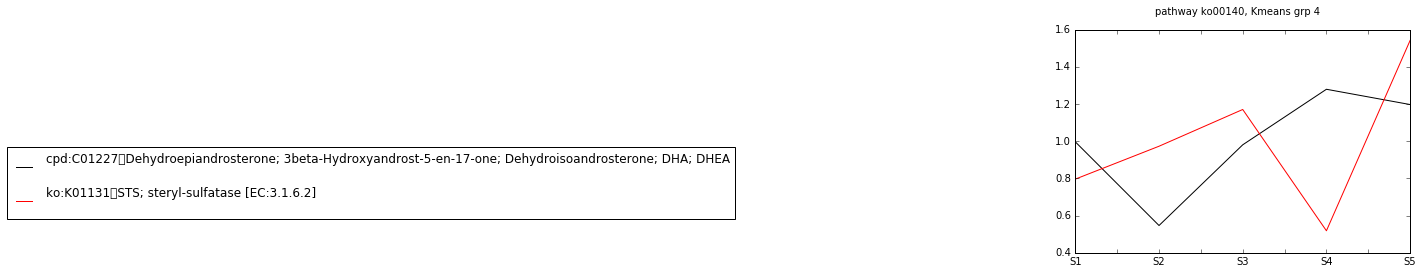 pathway ko00140, Kmeans grp 4
cpd:C01227▯Dehydroepiandrosterone; 3beta-Hydroxyandrost-5-en-17-one; Dehydroisoandrosterone; DHA; DHEA
ko:K01131▯STS; steryl-sulfatase [EC:3.1.6.2]
1.6
1.4
1.2
1.0
0.8
0.6
0.4
S1 S2 S3 S4 S5